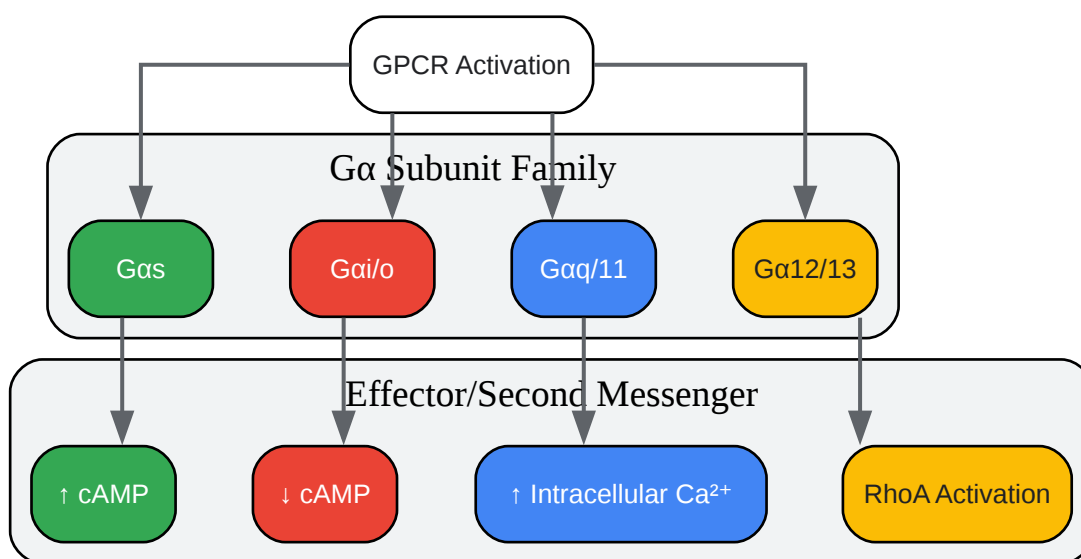 GPCR Activation
Gα Subunit Family
Gαs
Gαi/o
Gαq/11
Gα12/13
Effector/Second Messenger
↑ cAMP
↓ cAMP
↑ Intracellular Ca²⁺
RhoA Activation